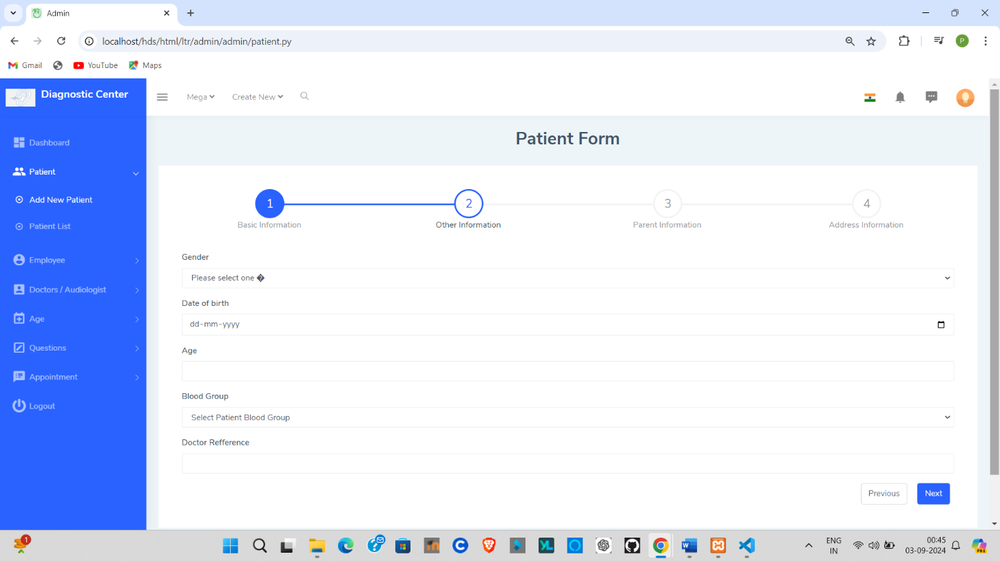 Admin
localhost/hds/html/ltr/admin/admin/patient.py
P
Gmail
YouTube
Maps
Diagnostic Center
Mega
Create New
Dashboard
Patient
Add New Patient
Patient List
Employee
Doctors / Audiologist
Age
Questions
Appointment
Logout
Patient Form
1
2
3
4
Basic Information
Other Information
Parent Information
Address Information
Gender
Please select one �
Date of birth
dd-mm-yyyy
Age
Blood Group
Select Patient Blood Group
Doctor Refference
Previous
Next
1
m
C
YL
W
ENG
IN
00:45
03-09-2024
PRE